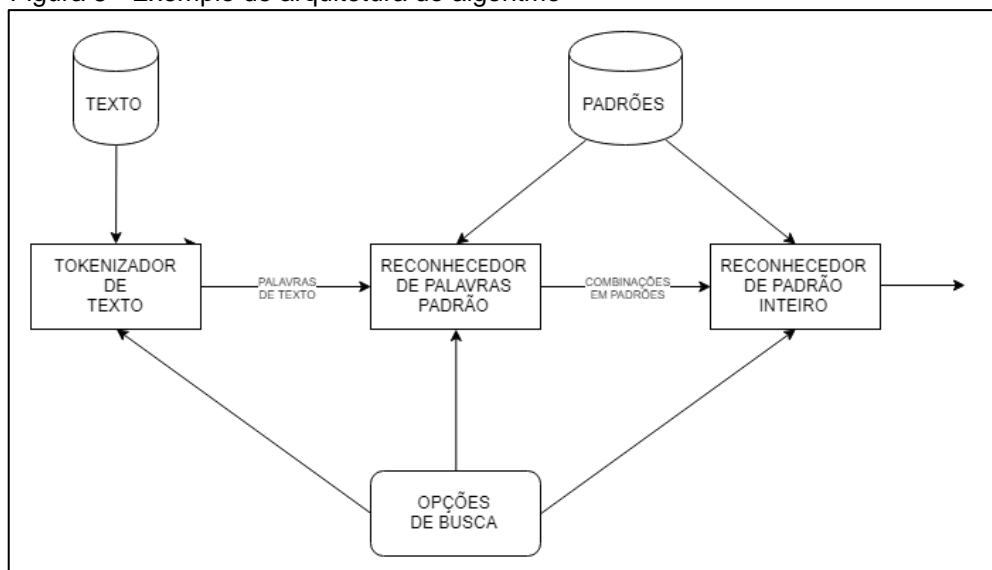 Figura - Exemplo de arquitetura de algoritmo
TEXTO
PADRÕES
TOKENIZADOR
DE
TEXTO
PALAVRAS
DE TEXTO
RECONHECEDOR
DE PALAVRAS
PADRÃO
COMBINAÇÕES
EM PADRÕES
RECONHECEDOR
DE PADRÃO
INTEIRO
OPÇÕES
DE BUSCA